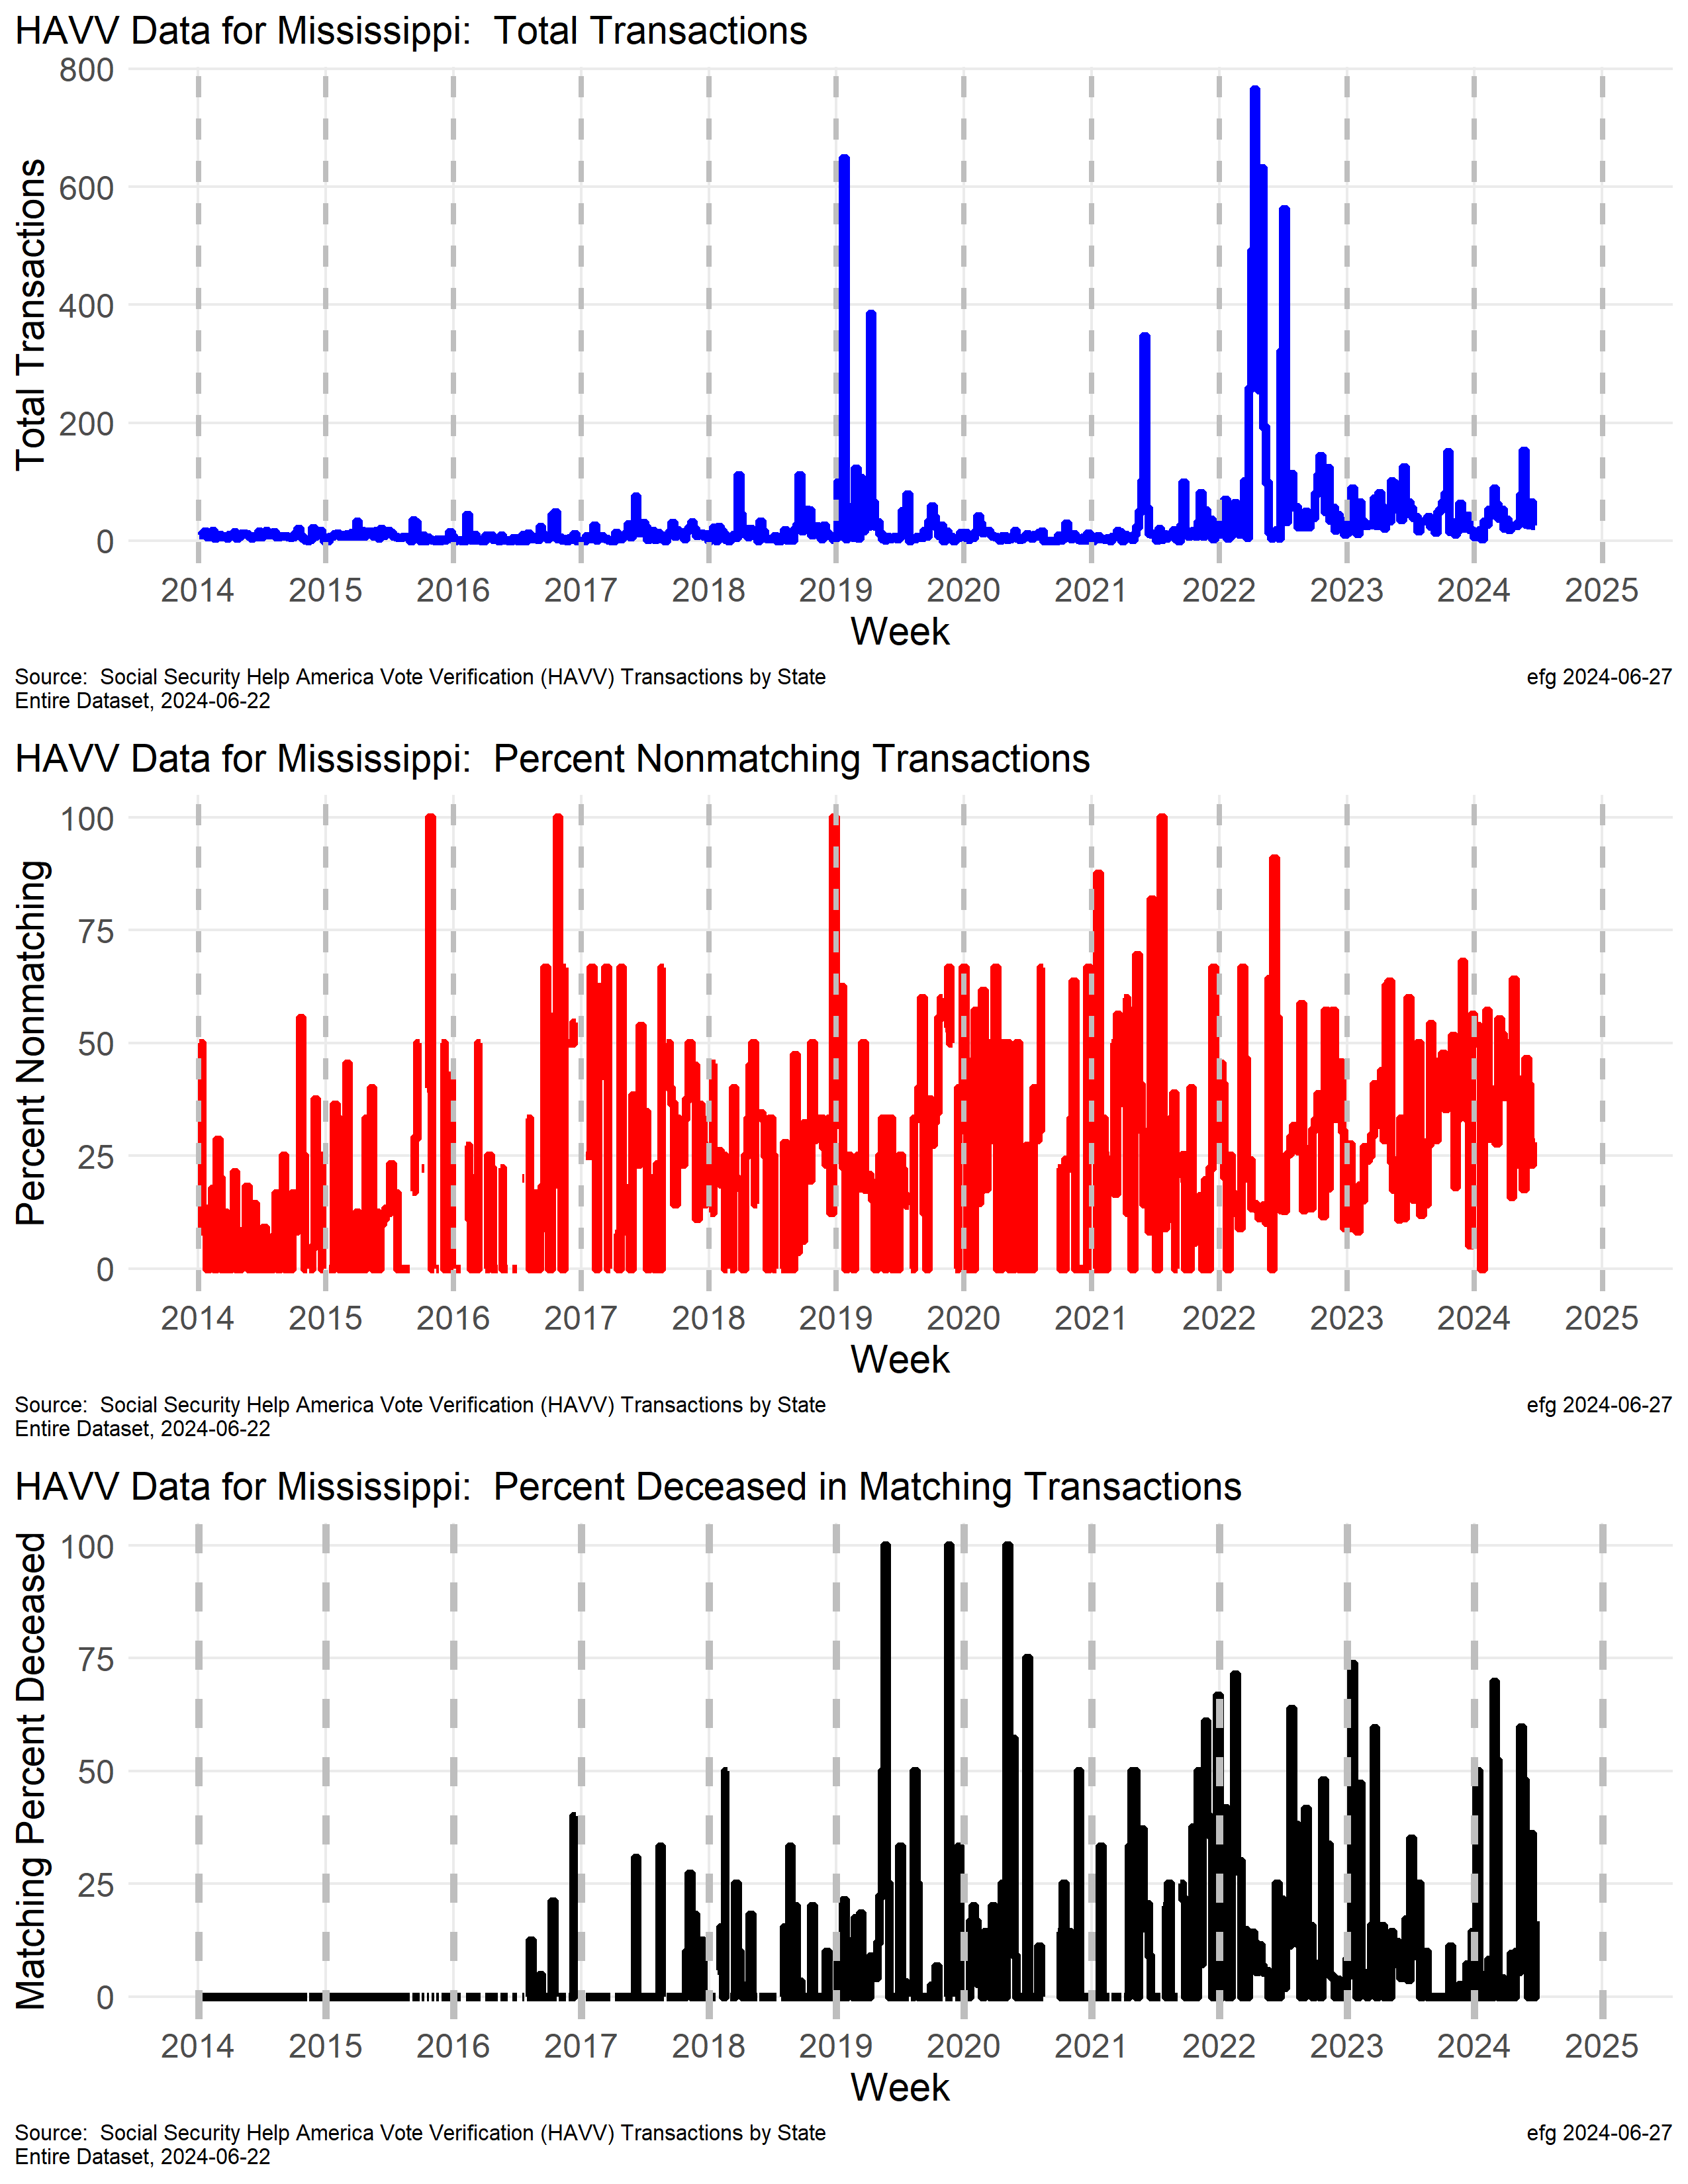 HAVV Data for Mississippi:  Total Transactions
Total Transactions
800
600
400
200
0
2014 2015 2016 2017 2018 2019 2020 2021 2022 2023 2024 2025
Week
Source:  Social Security Help America Vote Verification (HAVV) Transactions by State
Entire Dataset, 2024-06-22
efg 2024-06-27
HAVV Data for Mississippi:  Percent Nonmatching Transactions
Percent Nonmatching
100
75
50
25
0
2014 2015 2016 2017 2018 2019 2020 2021 2022 2023 2024 2025
Week
Source:  Social Security Help America Vote Verification (HAVV) Transactions by State
Entire Dataset, 2024-06-22
efg 2024-06-27
HAVV Data for Mississippi:  Percent Deceased in Matching Transactions
Matching Percent Deceased
100
75
50
25
0
2014 2015 2016 2017 2018 2019 2020 2021 2022 2023 2024 2025
Week
Source:  Social Security Help America Vote Verification (HAVV) Transactions by State
Entire Dataset, 2024-06-22
efg 2024-06-27